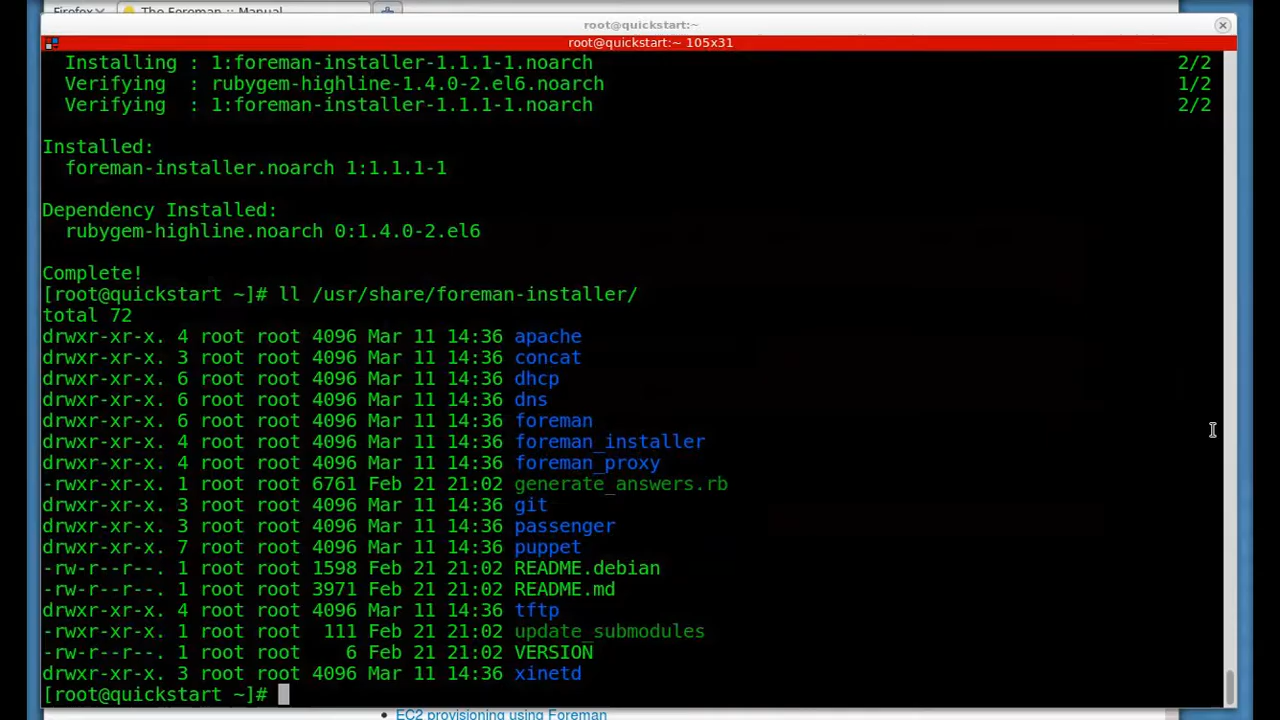 Firefox The Foreman :: Manual
root@quickstart:~
root@quickstart:~ 105x31
Installing : 1:foreman-installer-1.1.1-1.noarch 2/2
Verifying : rubygem-highline-1.4.0-2.el6.noarch 1/2
Verifying : 1:foreman-installer-1.1.1-1.noarch 2/2
Installed:
foreman-installer.noarch 1:1.1.1-1
Dependency Installed:
rubygem-highline.noarch 0:1.4.0-2.el6
Complete!
[root@quickstart ~]# ll /usr/share/foreman-installer/
total 72
drwxr-xr-x. 4 root root 4096 Mar 11 14:36 apache
drwxr-xr-x. 3 root root 4096 Mar 11 14:36 concat
drwxr-xr-x. 6 root root 4096 Mar 11 14:36 dhcp
drwxr-xr-x. 6 root root 4096 Mar 11 14:36 dns
drwxr-xr-x. 6 root root 4096 Mar 11 14:36 foreman
drwxr-xr-x. 4 root root 4096 Mar 11 14:36 foreman_installer
drwxr-xr-x. 4 root root 4096 Mar 11 14:36 foreman_proxy
-rwxr-xr-x. 1 root root 6761 Feb 21 21:02 generate_answers.rb
drwxr-xr-x. 3 root root 4096 Mar 11 14:36 git
drwxr-xr-x. 3 root root 4096 Mar 11 14:36 passenger
drwxr-xr-x. 7 root root 4096 Mar 11 14:36 puppet
-rw-r--r--. 1 root root 1598 Feb 21 21:02 README.debian
-rw-r--r--. 1 root root 3971 Feb 21 21:02 README.md
drwxr-xr-x. 4 root root 4096 Mar 11 14:36 tftp
-rwxr-xr-x. 1 root root 111 Feb 21 21:02 update_submodules
-rw-r--r--. 1 root root 6 Feb 21 21:02 VERSION
drwxr-xr-x. 3 root root 4096 Mar 11 14:36 xinetd
[root@quickstart ~]#
• EC2 provisioning using Foreman